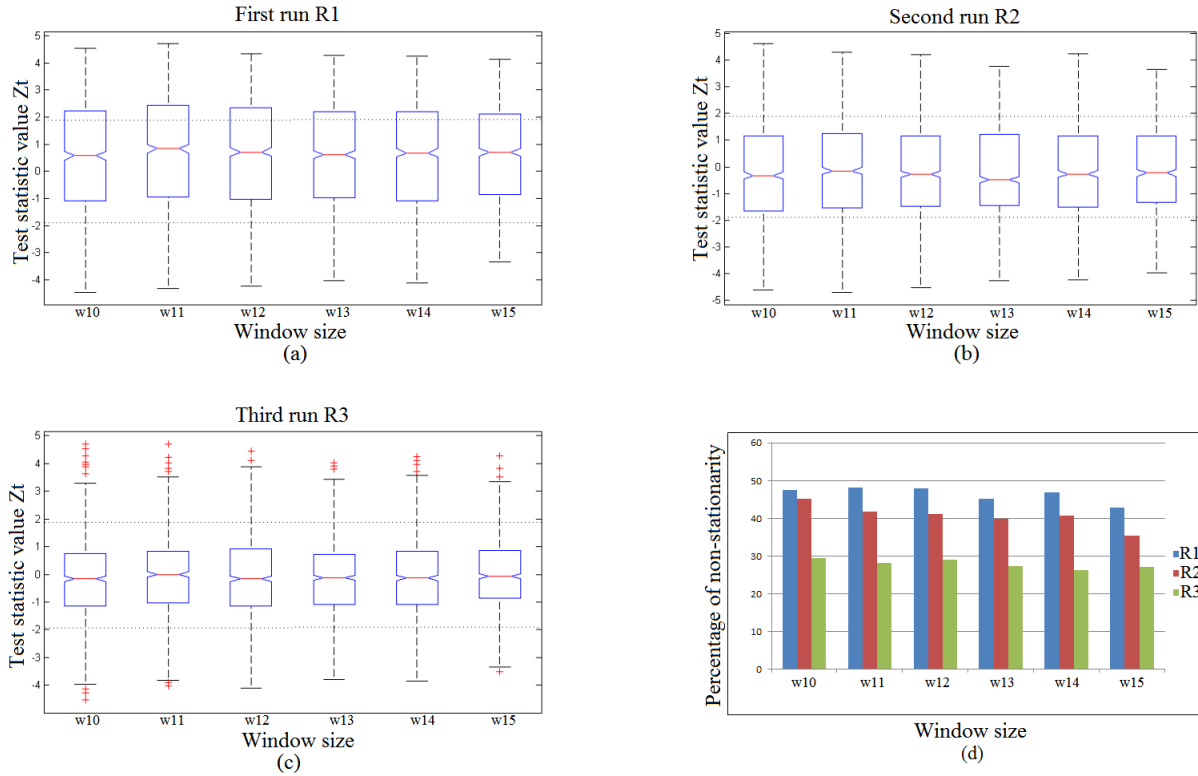 First run R1
Test statistic value Zt
5
4
3
2
1
0
-1
-2
-3
-4
w10 w11 w12 w13 w14 w15
Window size
(a)
Second run R2
Test statistic value Zt
5
4
3
2
1
0
-1
-2
-3
-4
-5
w10 w11 w12 w13 w14 w15
Window size
(b)
Third run R3
Test statistic value Zt
5
4
3
2
1
0
-1
-2
-3
-4
w10 w11 w12 w13 w14 w15
Window size
(c)
Percentage of non-stationarity
60
50
40
30
20
10
0
w10 w11 w12 w13 w14 w15
R1
R2
R3
Window size
(d)